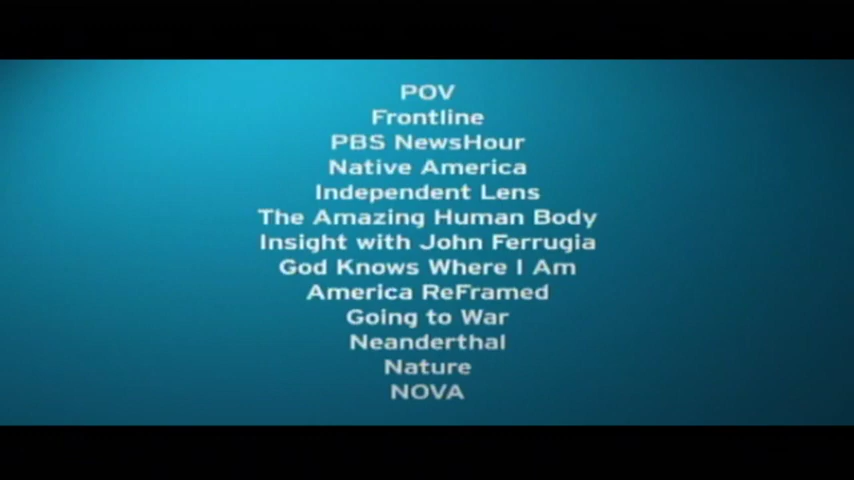 POV
Frontline
PBS NewsHour
Native America
Independent Lens
The Amazing Human Body
Insight with John Ferrugia
God Knows Where I Am
America ReFramed
Going to War
Neanderthal
Nature
NOVA